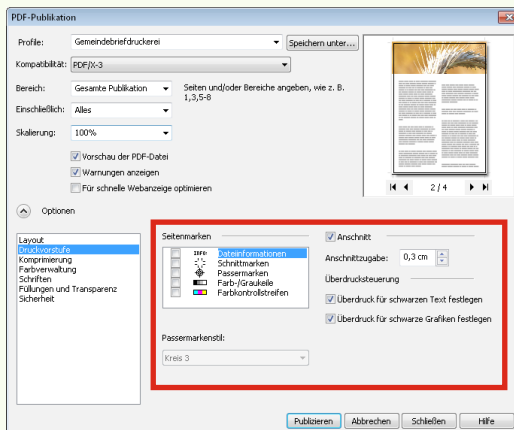 PDF-Publikation
Profile: Gemeindebriefdruckerei Speichern unter...
Kompatibilität: PDF/X-3
Bereich: Gesamte Publikation Seiten und/oder Bereiche angeben, wie z. B.
1,3,5-8
Einschließlich: Alles
Skalierung: 100%
Vorschau der PDF-Datei
Warnungen anzeigen
Für schnelle Webanzeige optimieren
2 / 4
Optionen
Layout
Druckvorstufe
Komprimierung
Farbverwaltung
Schriften
Füllungen und Transparenz
Sicherheit
Seitenmarken
INFO: Dateiinformationen
Schnittmarken
Passermarken
Farb-/Graukeile
Farbkontrollstreifen
Passermarkenstil:
Kreis 3
Anschnitt
Anschnittzugabe: 0,3 cm
Überdrucksteuerung
Überdruck für schwarzen Text festlegen
Überdruck für schwarze Grafiken festlegen
Publizieren Abbrechen Schließen Hilfe